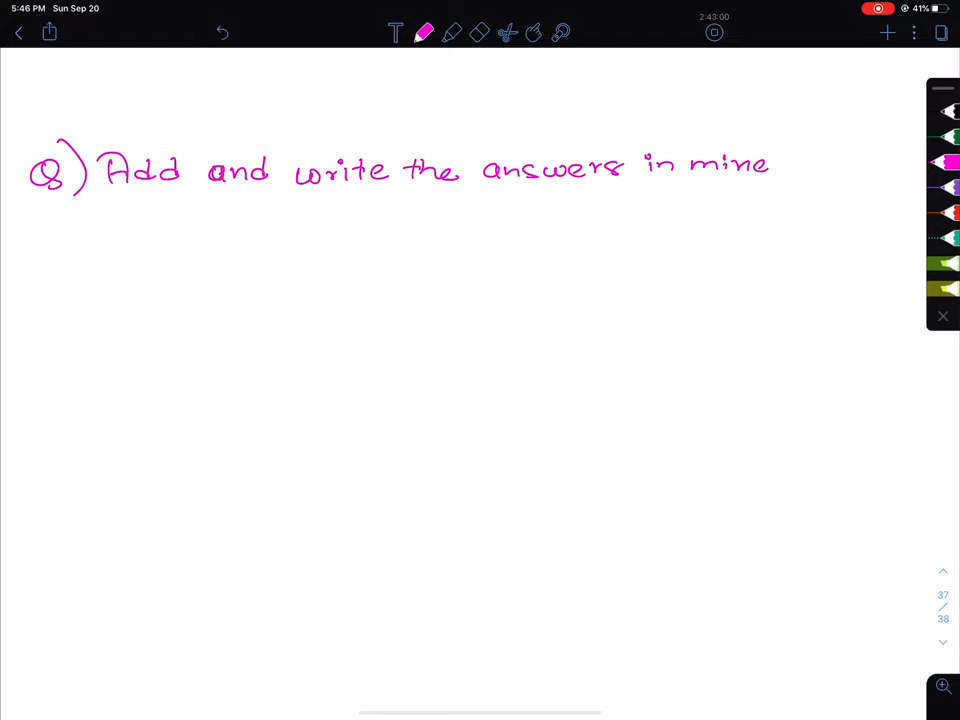 5:46 PM Sun Sep 20 41%
2:43:00
T
Q) Add and write the answers in mine
37
/
38